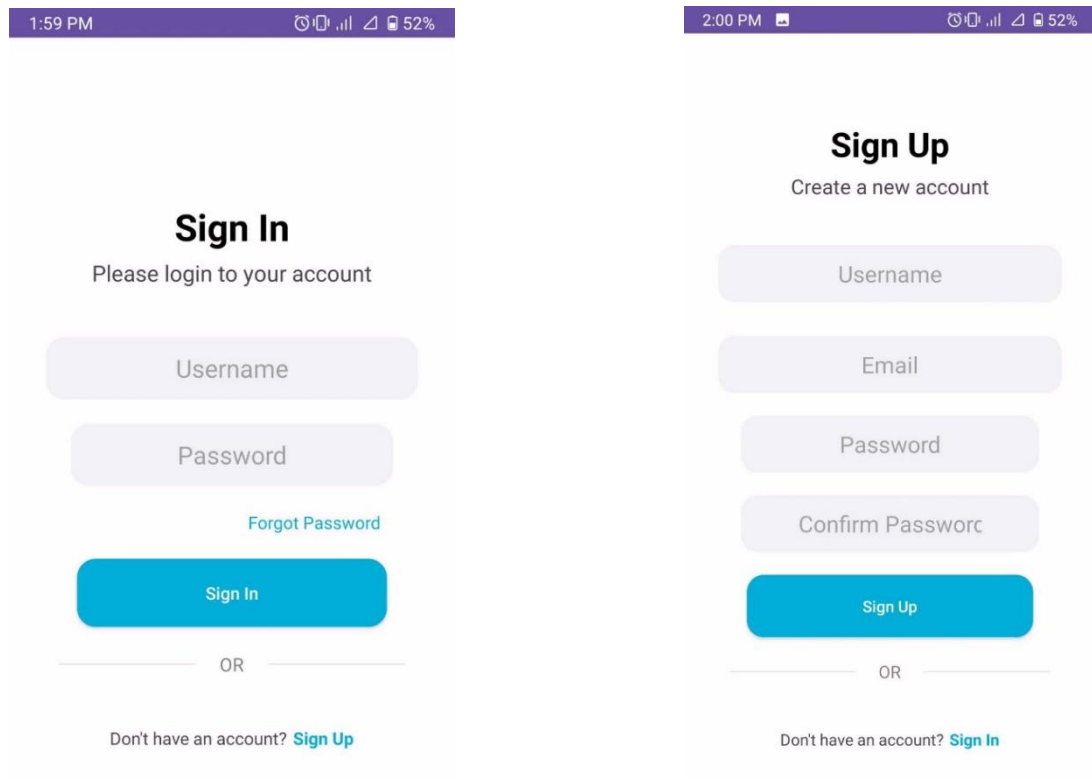 1:59 PM 52%
Sign In
Please login to your account
Username
Password
Forgot Password
Sign In
OR
Don't have an account? Sign Up
2:00 PM 52%
Sign Up
Create a new account
Username
Email
Password
Confirm Passworc
Sign Up
OR
Don't have an account? Sign In